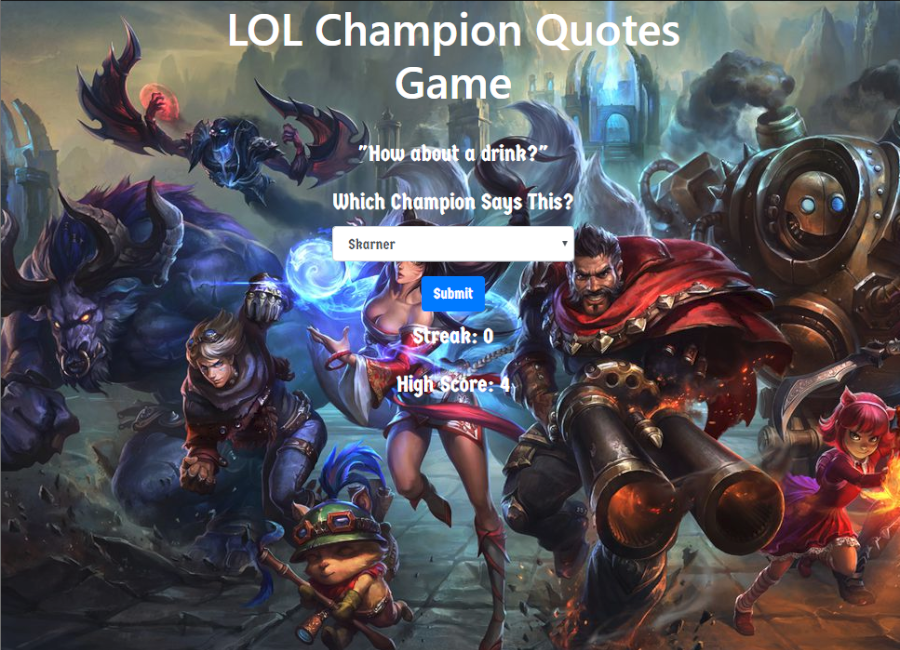 LOL Champion Quotes
Game
"How about a drink?"
Which Champion Says This?
Skarner
Submit
Streak: 0
High Score: 4